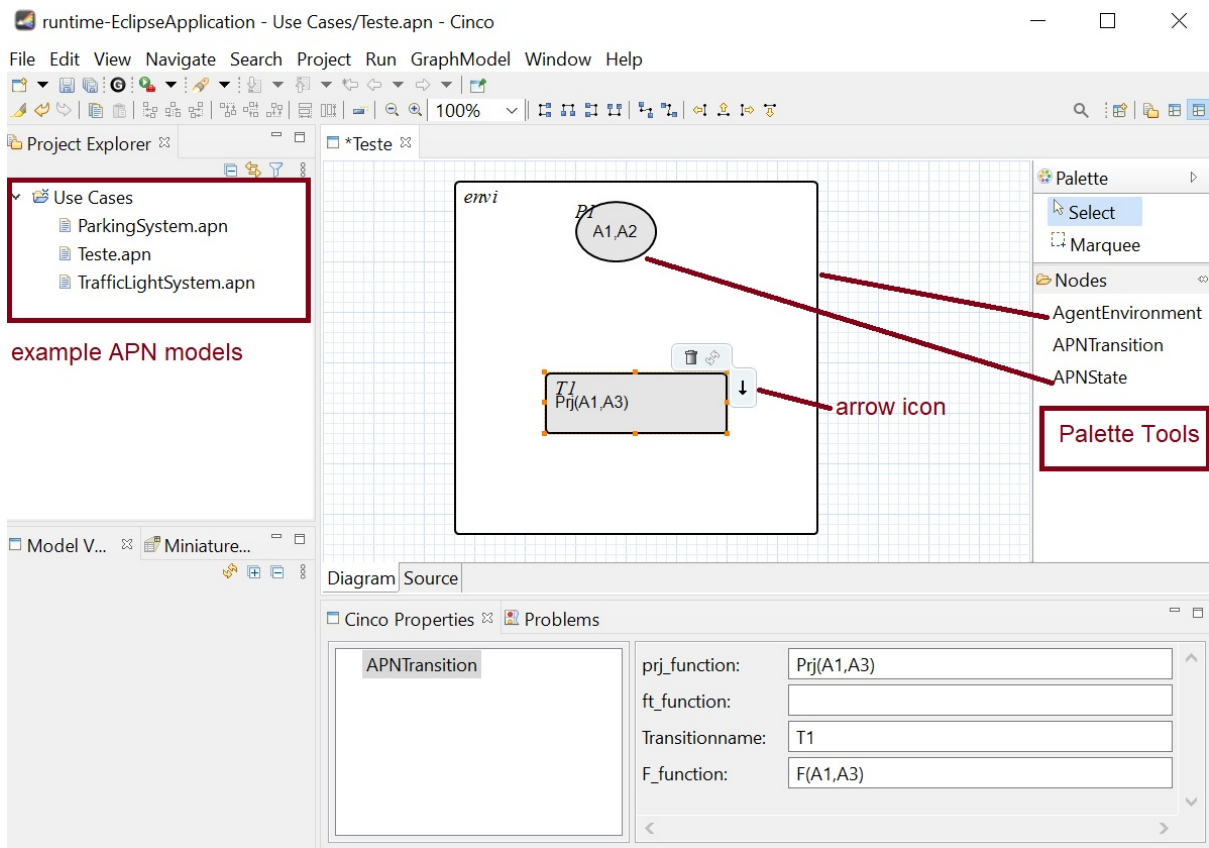 runtime-EclipseApplication - Use Cases/Teste.apn - Cinco
File Edit View Navigate Search Project Run GraphModel Window Help
100%
Project Explorer
Use Cases
ParkingSystem.apn
Teste.apn
TrafficLightSystem.apn
example APN models
*Teste
envi
P1
A1,A2
T1
Prj(A1,A3)
arrow icon
Palette
Select
Marquee
Nodes
AgentEnvironment
APNTransition
APNState
Palette Tools
Model V...
Miniature...
Diagram Source
Cinco Properties
Problems
APNTransition
prj_function: Prj(A1,A3)
ft_function:
Transitionname: T1
F_function: F(A1,A3)